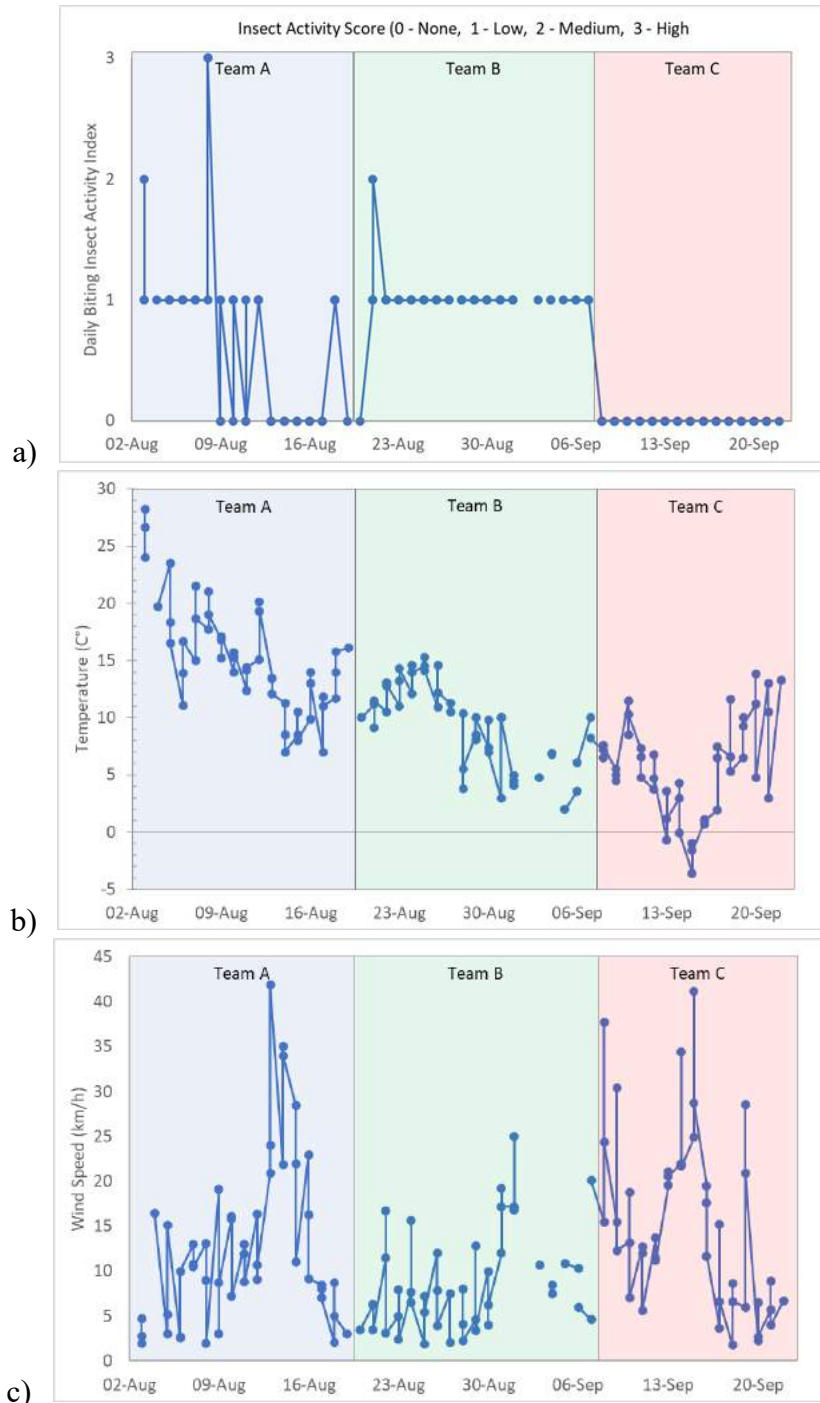 Insect Activity Score (0 - None, 1 - Low, 2 - Medium, 3 - High
Team A
Team B
Team C
Daily Biting Insect Activity Index
3
2
1
0
02-Aug
09-Aug
16-Aug
23-Aug
30-Aug
06-Sep
13-Sep
20-Sep
a)
Team A
Team B
Team C
Temperature (C°)
30
25
20
15
10
5
0
-5
02-Aug
09-Aug
16-Aug
23-Aug
30-Aug
06-Sep
13-Sep
20-Sep
b)
Team A
Team B
Team C
Wind Speed (km/h)
45
40
35
30
25
20
15
10
5
0
02-Aug
09-Aug
16-Aug
23-Aug
30-Aug
06-Sep
13-Sep
20-Sep
c)